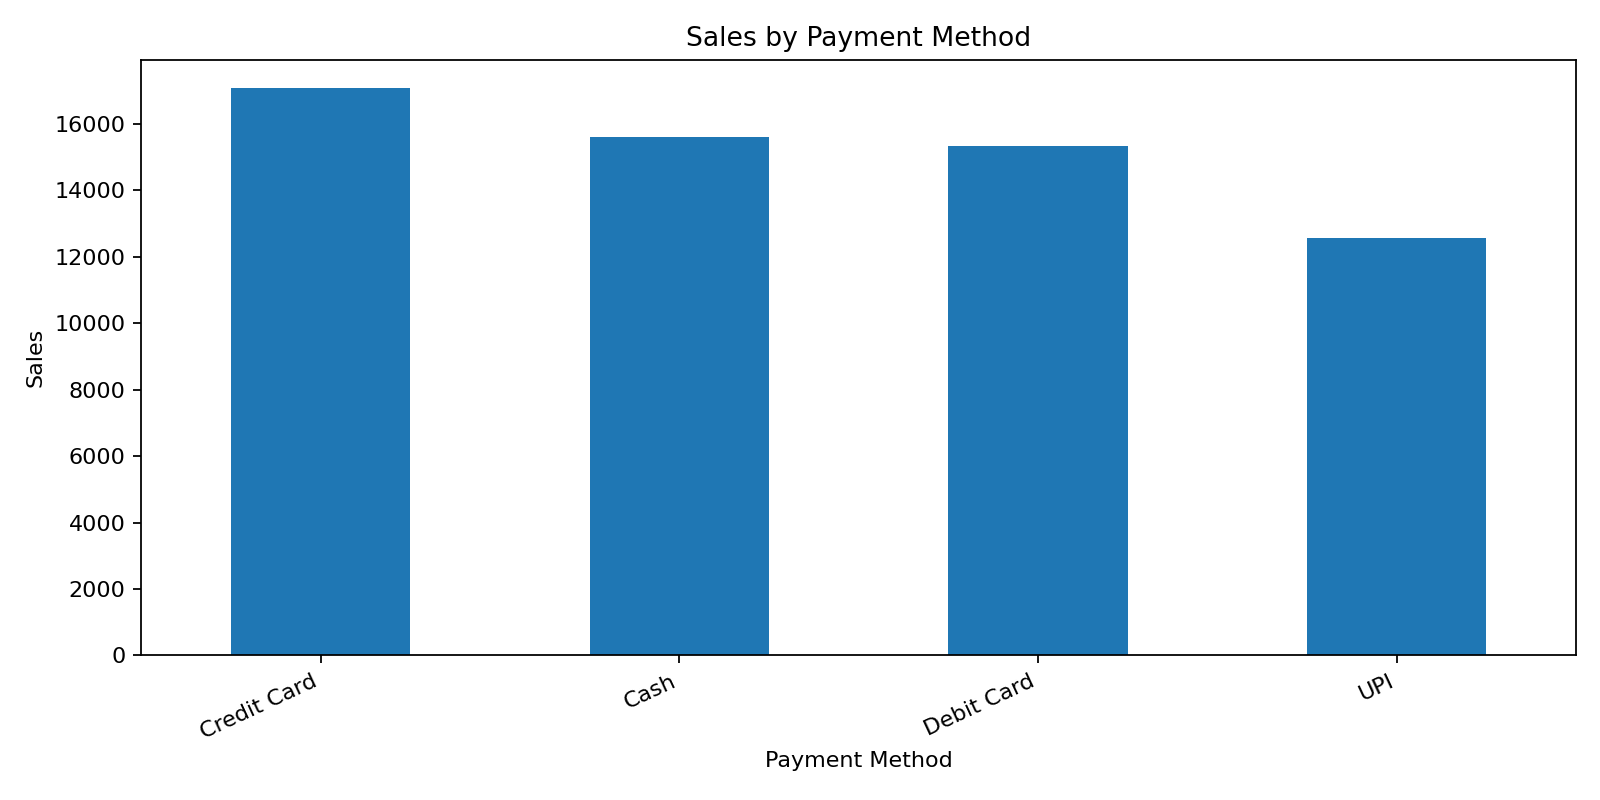 Sales by Payment Method
16000
14000
12000
10000
8000
6000
4000
2000
0
Sales
Credit Card
Cash
Debit Card
UPI
Payment Method